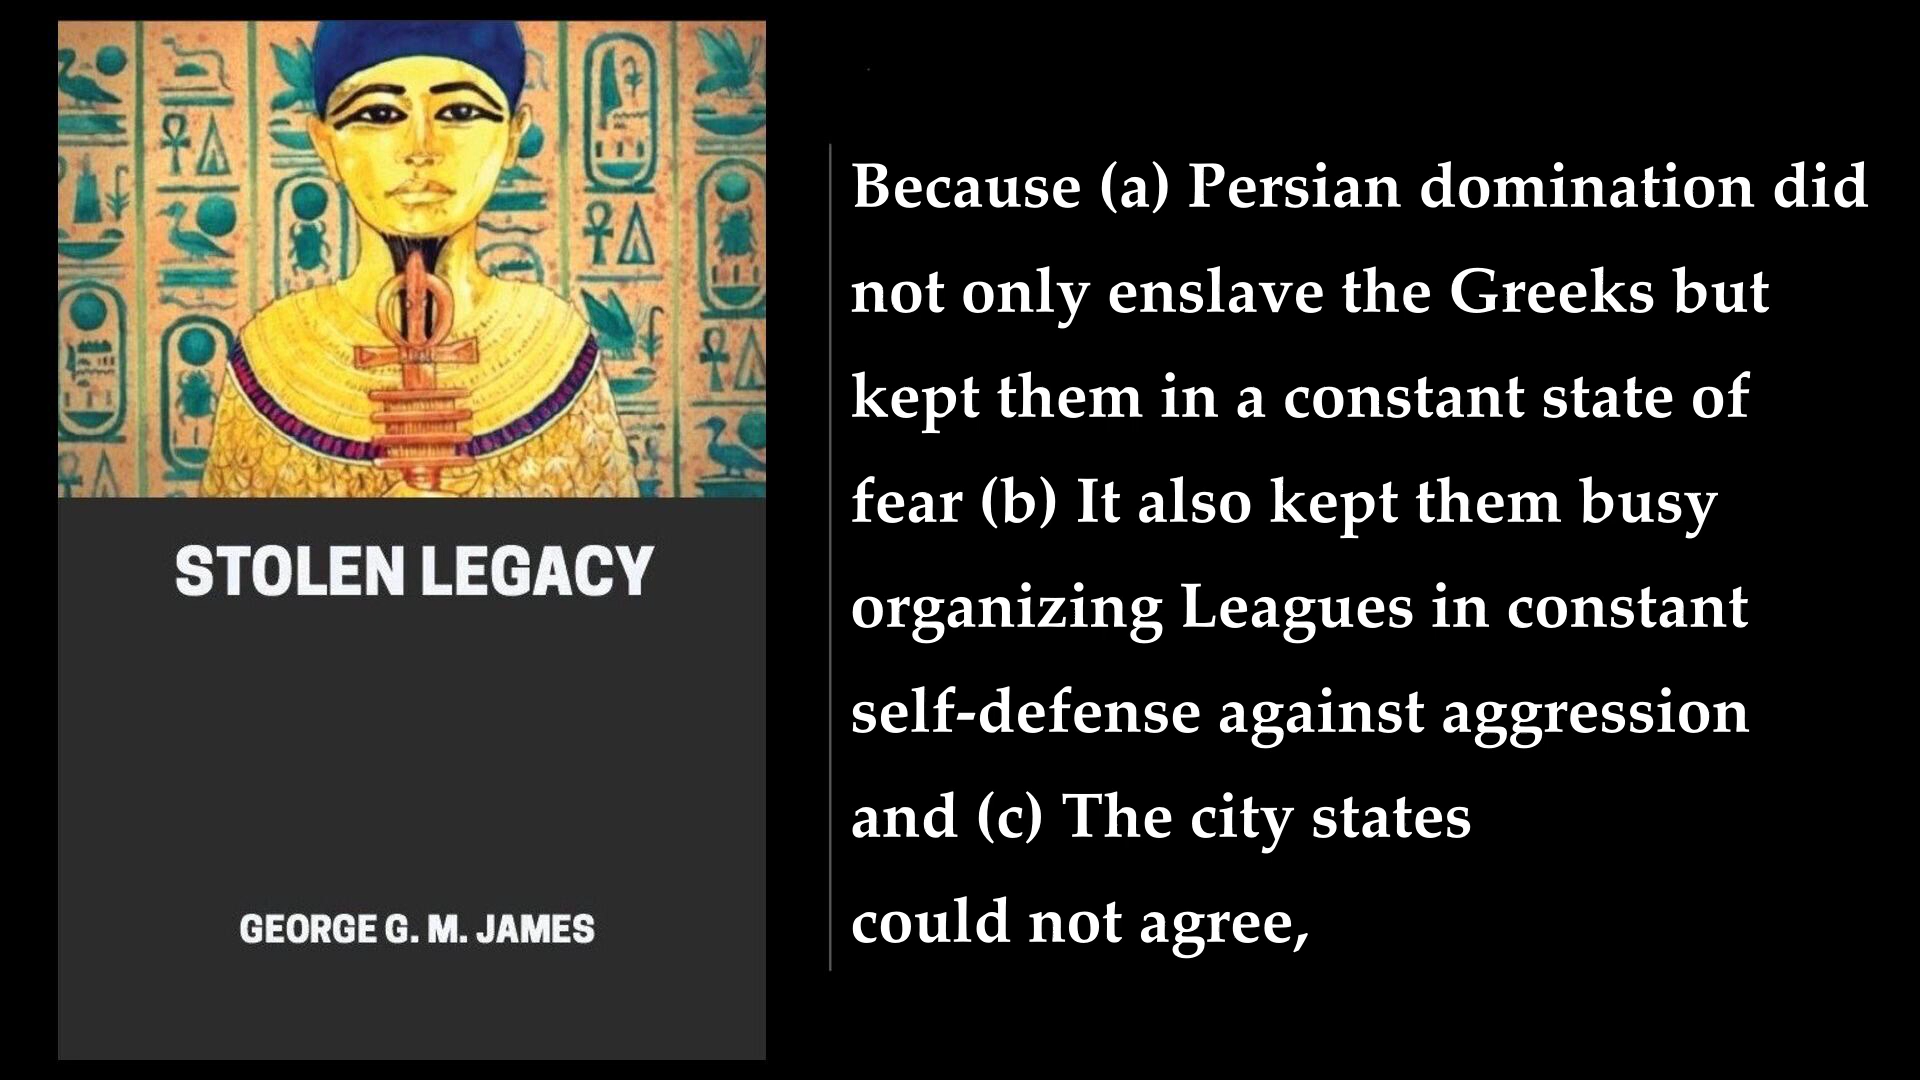 STOLEN LEGACY
GEORGE G. M. JAMES
Because (a) Persian domination did
not only enslave the Greeks but
kept them in a constant state of
fear (b) It also kept them busy
organizing Leagues in constant
self-defense against aggression
and (c) The city states
could not agree,